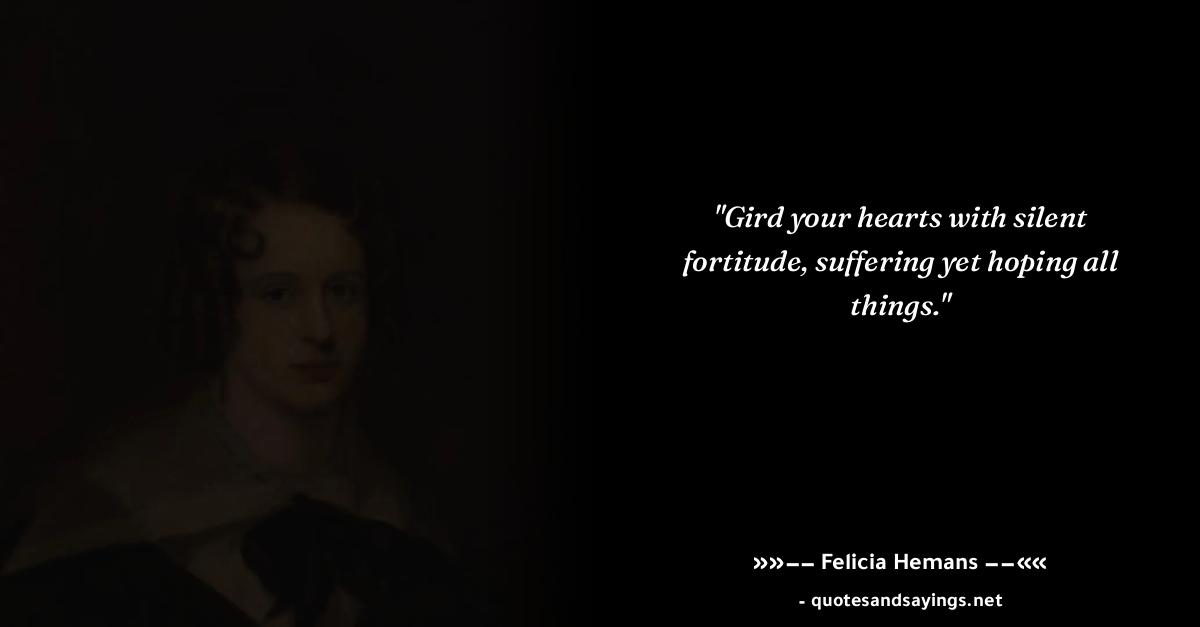 "Gird your hearts with silent
fortitude, suffering yet hoping all
things."
»»−− Felicia Hemans −−««
- quotesandsayings.net